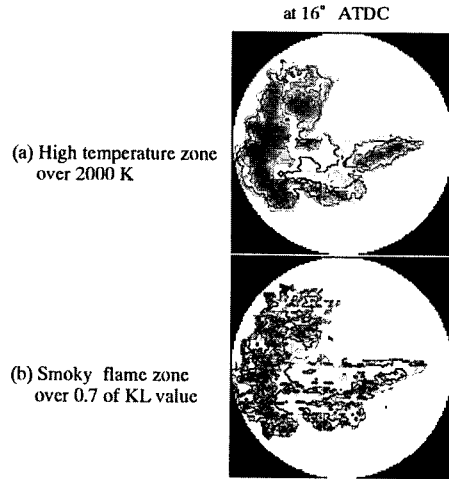 at 16° ATDC
(a) High temperature zone
over 2000 K
(b) Smoky flame zone
over 0.7 of KL value